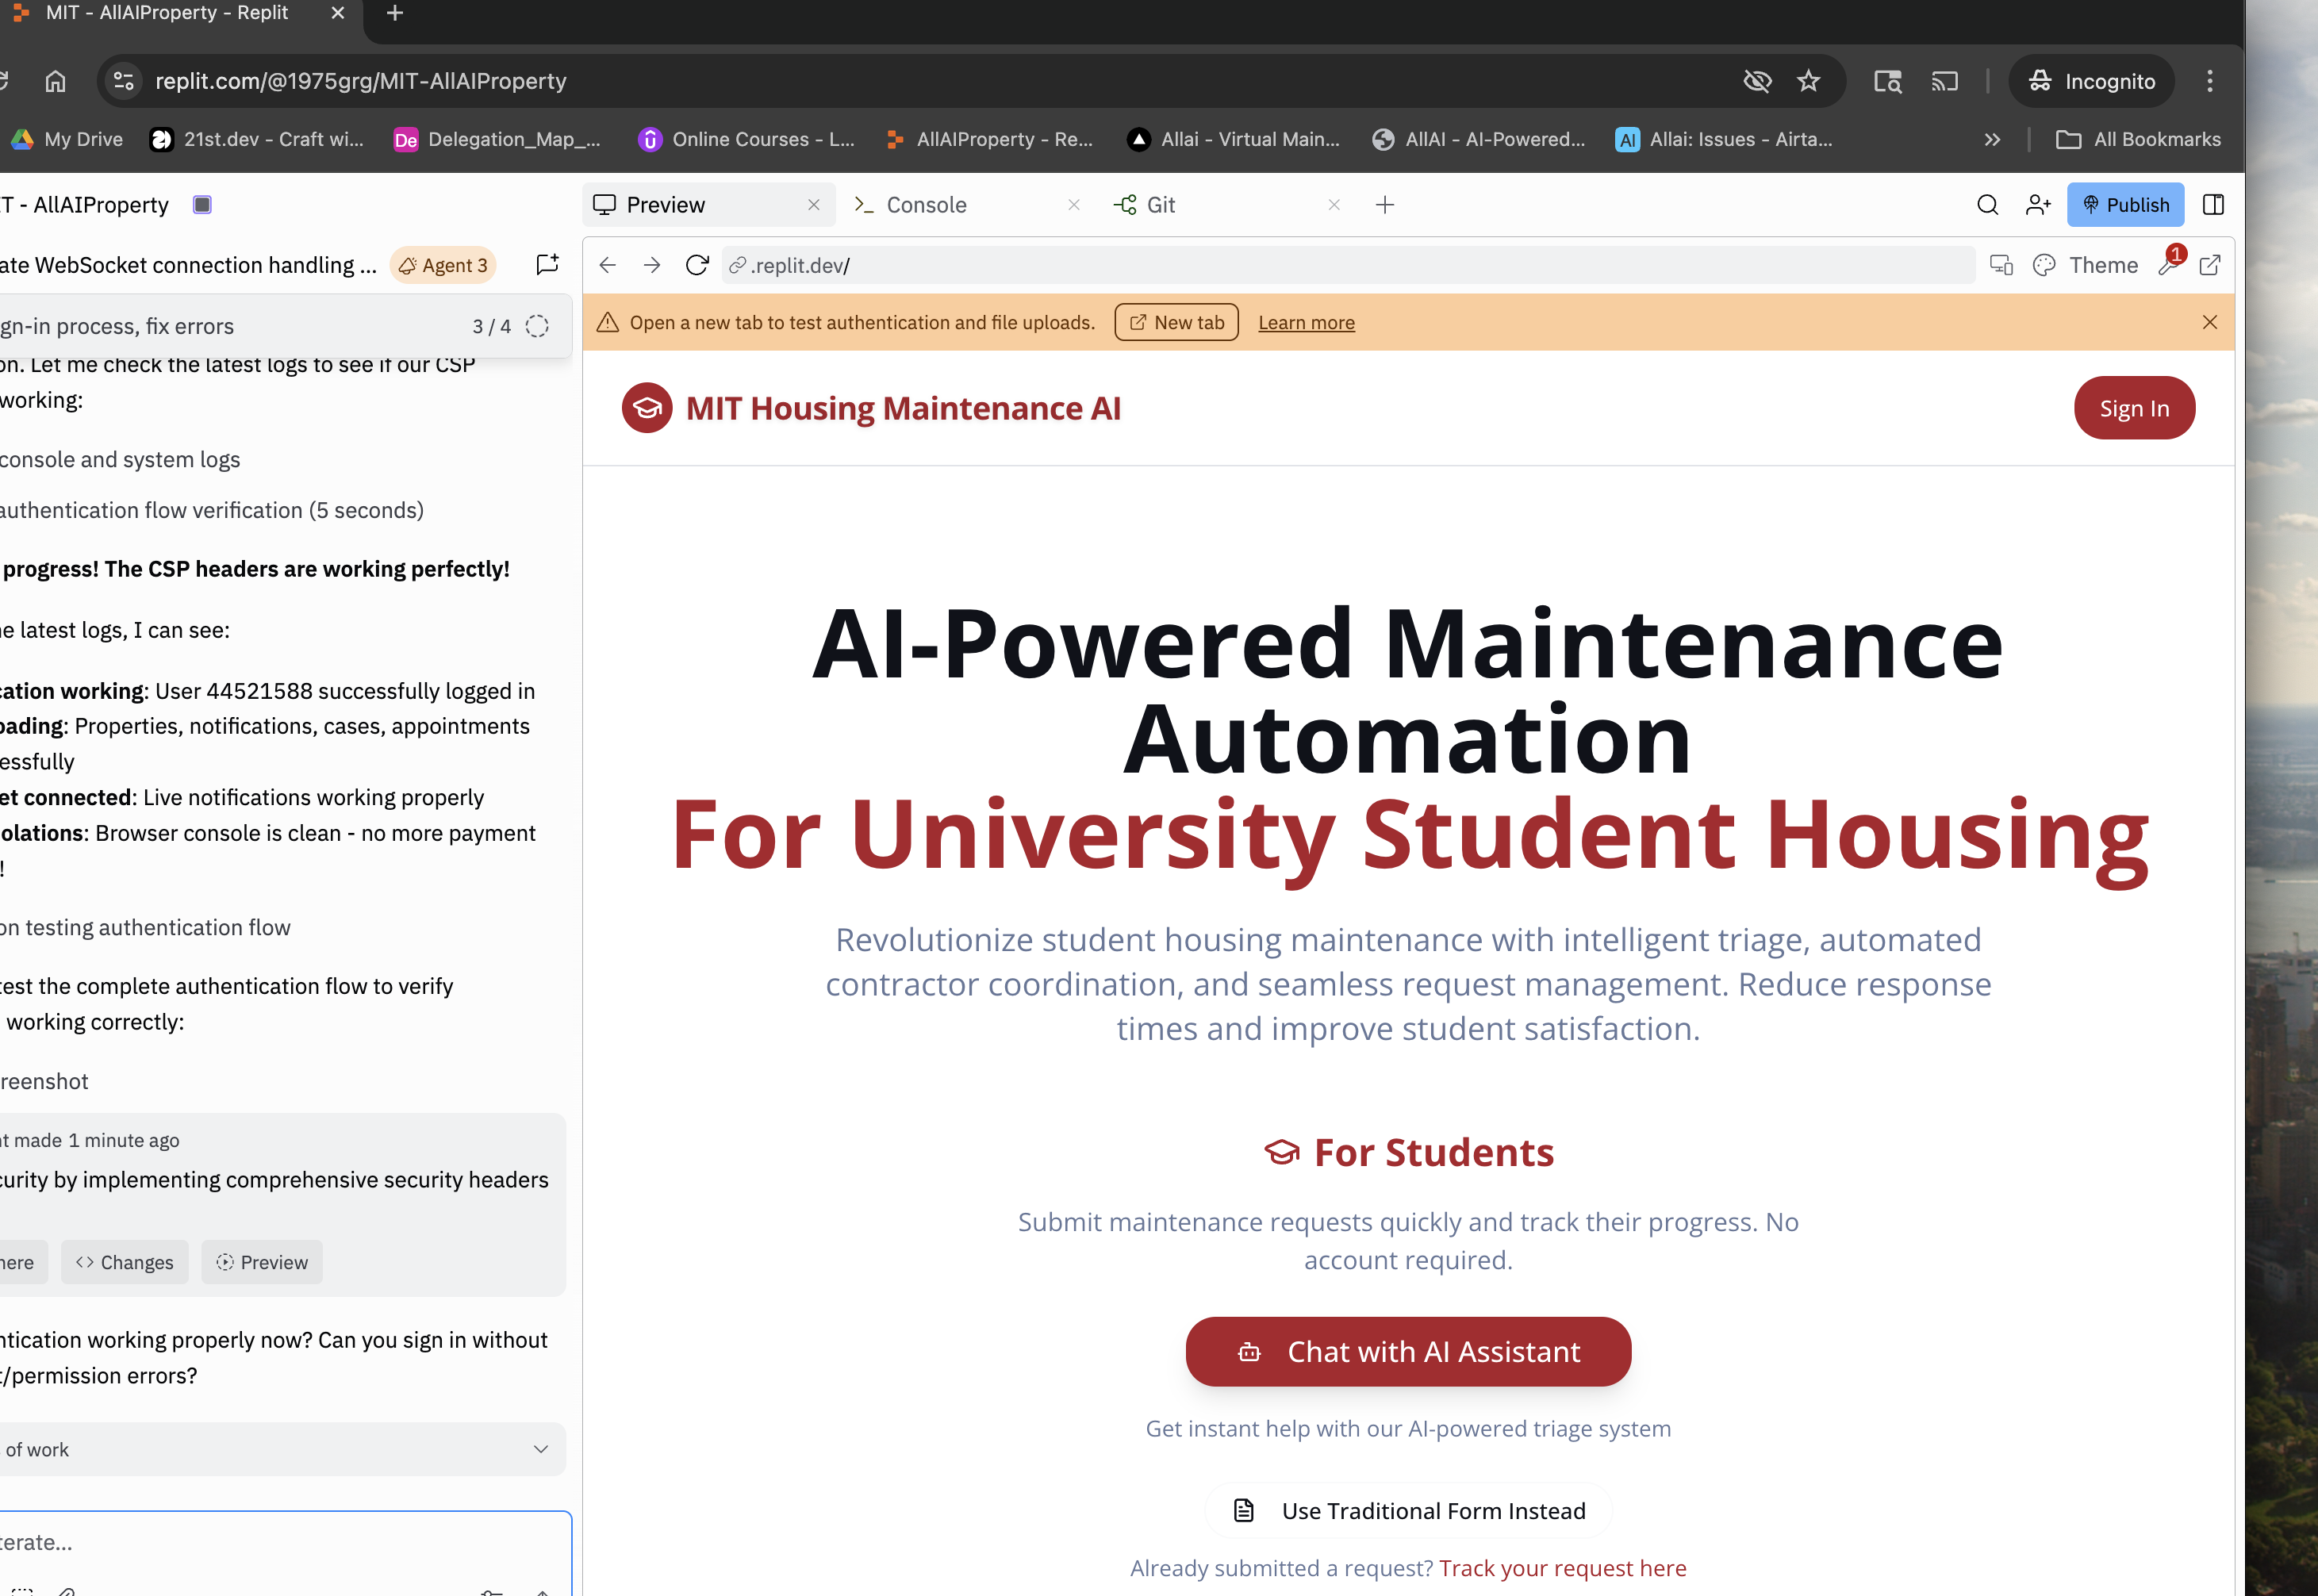 MIT - AllAIProperty - Replit
replit.com/@1975grg/MIT-AllAIProperty
Incognito
My Drive
21st.dev - Craft wi...
De
Delegation_Map_...
Online Courses - L...
AllAIProperty - Re...
Allai - Virtual Main...
AllAI - AI-Powered...
AI
Allai: Issues - Airta...
All Bookmarks
T - AllAIProperty
ate WebSocket connection handling ...
Agent 3
gn-in process, fix errors
3 / 4
on. Let me check the latest logs to see if our CSP
working:
console and system logs
authentication flow verification (5 seconds)
progress! The CSP headers are working perfectly!
e latest logs, I can see:
cation working: User 44521588 successfully logged in
oading: Properties, notifications, cases, appointments
essfully
et connected: Live notifications working properly
olations: Browser console is clean - no more payment
!
on testing authentication flow
test the complete authentication flow to verify
working correctly:
reenshot
t made 1 minute ago
curity by implementing comprehensive security headers
here
Changes
Preview
ntication working properly now? Can you sign in without
t/permission errors?
of work
terate...
Preview
Console
Git
Publish
.replit.dev/
Theme
1
Open a new tab to test authentication and file uploads.
New tab
Learn more
MIT Housing Maintenance AI
Sign In
AI-Powered Maintenance
Automation
For University Student Housing
Revolutionize student housing maintenance with intelligent triage, automated
contractor coordination, and seamless request management. Reduce response
times and improve student satisfaction.
For Students
Submit maintenance requests quickly and track their progress. No
account required.
Chat with AI Assistant
Get instant help with our AI-powered triage system
Use Traditional Form Instead
Already submitted a request? Track your request here